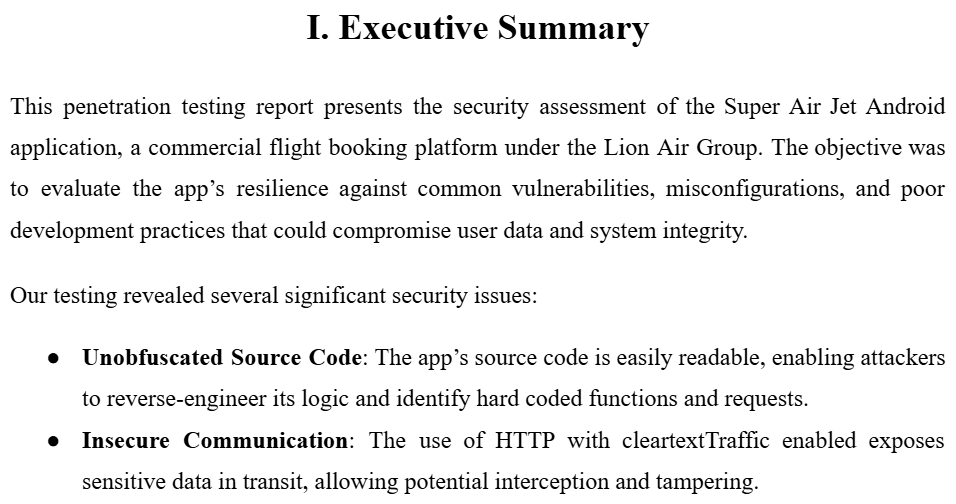 I. Executive Summary
This penetration testing report presents the security assessment of the Super Air Jet Android
application, a commercial flight booking platform under the Lion Air Group. The objective was
to evaluate the app’s resilience against common vulnerabilities, misconfigurations, and poor
development practices that could compromise user data and system integrity.
Our testing revealed several significant security issues:
● Unobfuscated Source Code: The app’s source code is easily readable, enabling attackers
to reverse-engineer its logic and identify hard coded functions and requests.
● Insecure Communication: The use of HTTP with cleartextTraffic enabled exposes
sensitive data in transit, allowing potential interception and tampering.